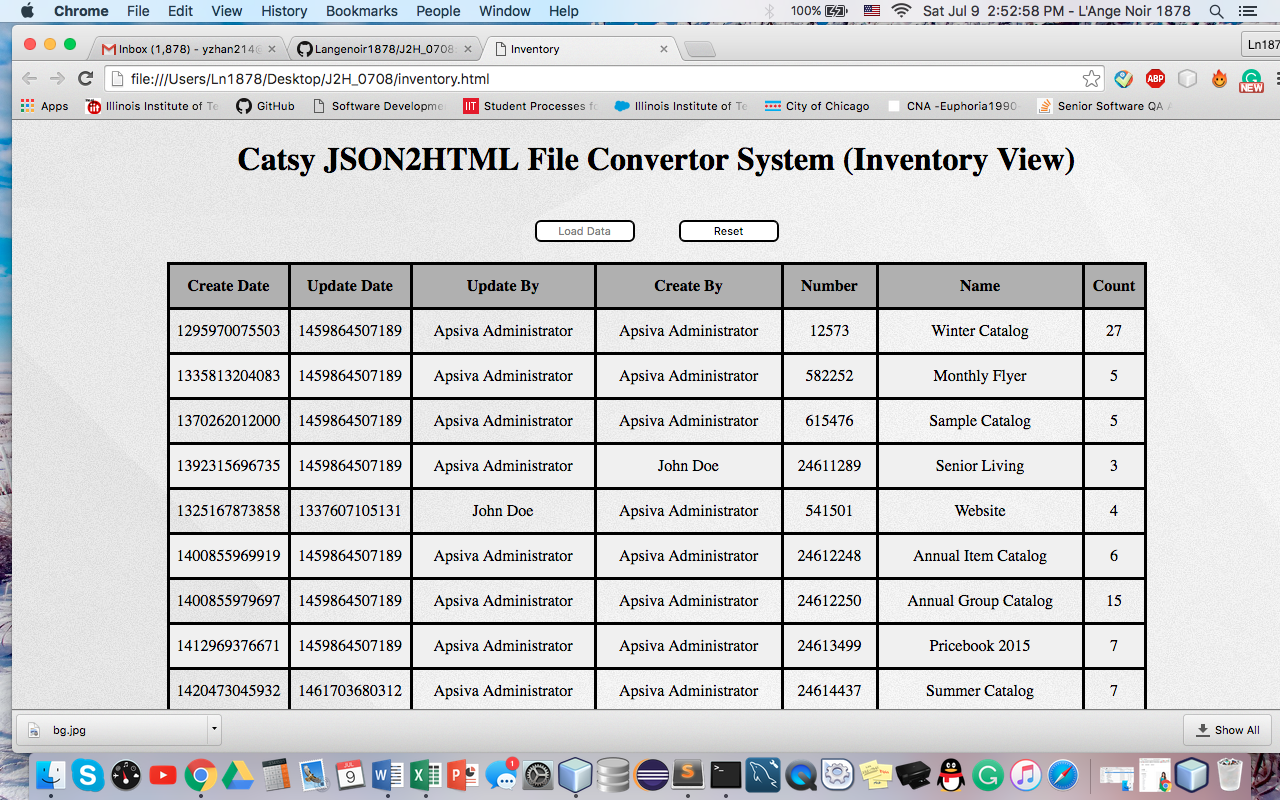 Chrome File Edit View History Bookmarks People Window Help 100% Sat Jul 9 2:52:58 PM - L'Ange Noir 1878
Inbox (1,878) - yzhan214@ Langenoir1878/J2H_0708: Inventory Ln187
file:///Users/Ln1878/Desktop/J2H_0708/inventory.html ABP NEW
Apps Illinois Institute of Te GitHub Software Developme IIT Student Processes fo Illinois Institute of Te City of Chicago CNA -Euphoria1990- Senior Software QA A
Catsy JSON2HTML File Convertor System (Inventory View)
Load Data Reset
Create Date Update Date Update By Create By Number Name Count
1295970075503 1459864507189 Apsiva Administrator Apsiva Administrator 12573 Winter Catalog 27
1335813204083 1459864507189 Apsiva Administrator Apsiva Administrator 582252 Monthly Flyer 5
1370262012000 1459864507189 Apsiva Administrator Apsiva Administrator 615476 Sample Catalog 5
1392315696735 1459864507189 Apsiva Administrator John Doe 24611289 Senior Living 3
1325167873858 1337607105131 John Doe Apsiva Administrator 541501 Website 4
1400855969919 1459864507189 Apsiva Administrator Apsiva Administrator 24612248 Annual Item Catalog 6
1400855979697 1459864507189 Apsiva Administrator Apsiva Administrator 24612250 Annual Group Catalog 15
1412969376671 1459864507189 Apsiva Administrator Apsiva Administrator 24613499 Pricebook 2015 7
1420473045932 1461703680312 Apsiva Administrator Apsiva Administrator 24614437 Summer Catalog 7
bg.jpg Show All
JUL 9 1